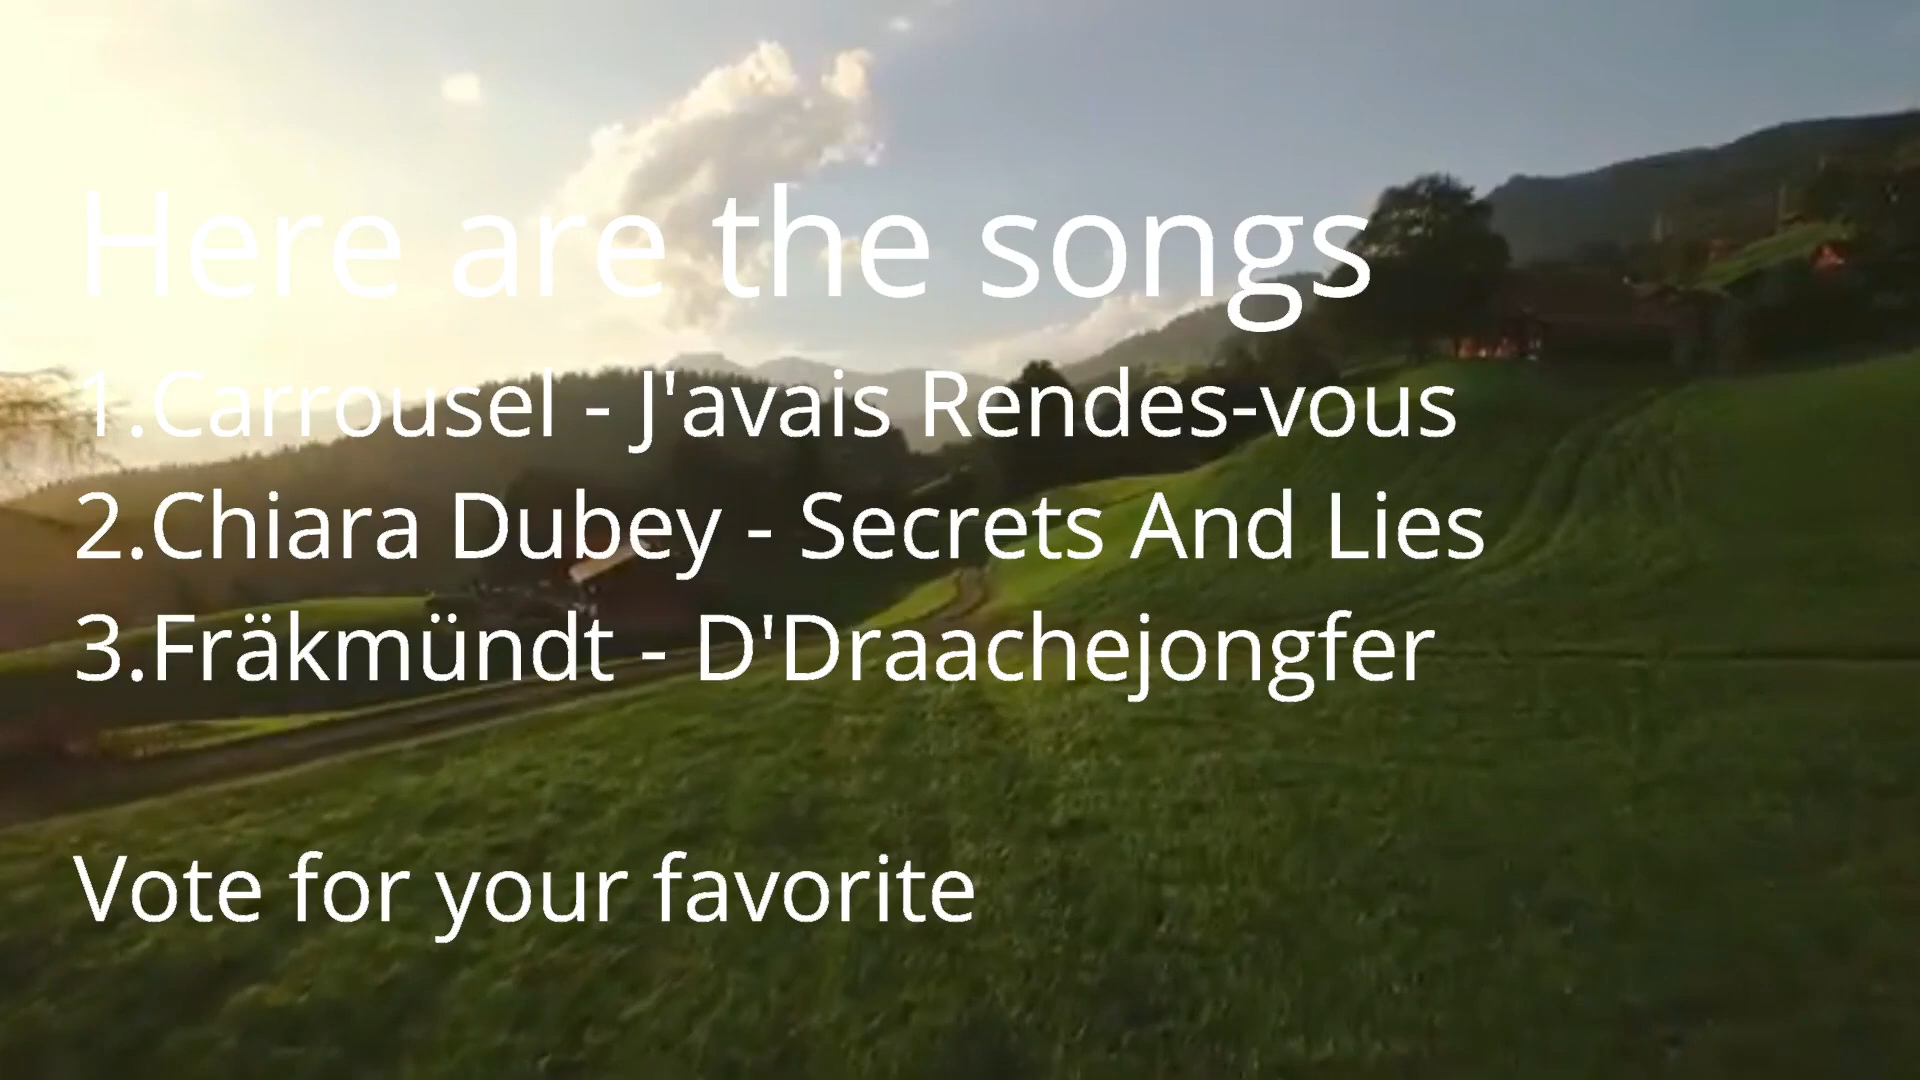 Here are the songs
1.Carrousel - J'avais Rendes-vous
2.Chiara Dubey - Secrets And Lies
3.Fräkmündt - D'Draachejongfer
Vote for your favorite